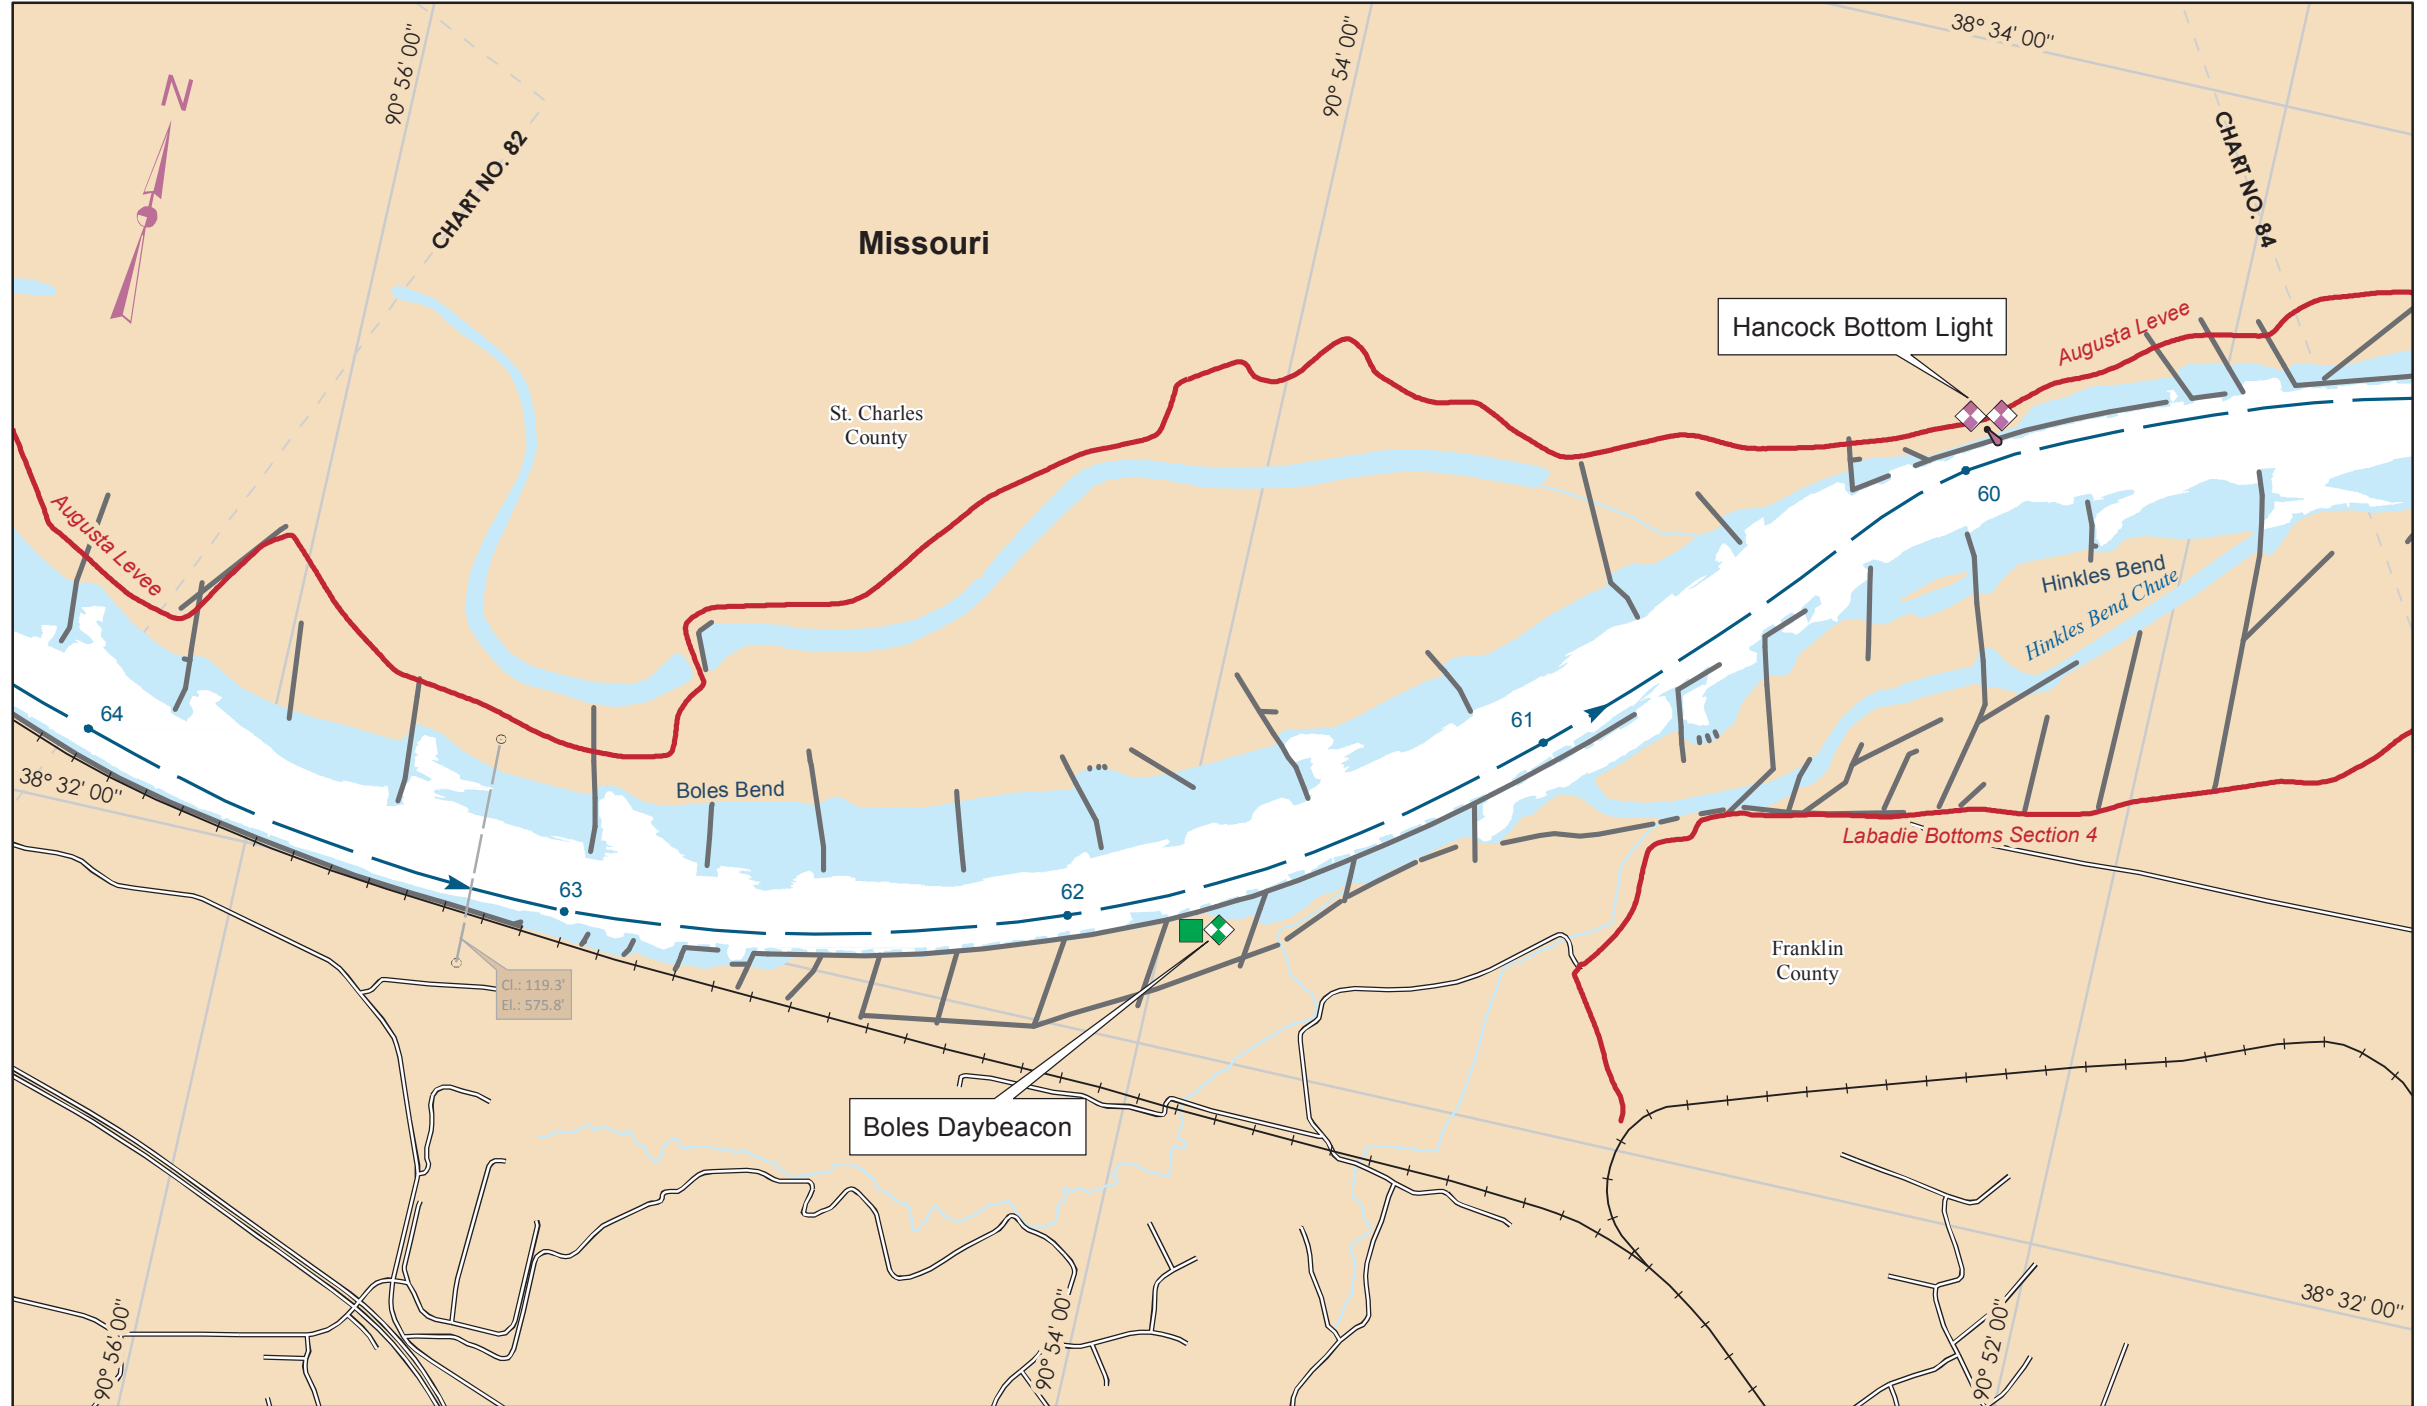 38° 34' 00"
90° 56' 00"
90° 54' 00"
N
CHART NO. 82
CHART NO. 84
Missouri
Hancock Bottom Light
Augusta Levee
St. Charles
County
60
Augusta Levee
Hinkles Bend
Hinkles Bend Chute
64
61
38° 32' 00"
Boles Bend
Labadie Bottoms Section 4
63
62
Franklin
County
Cl.: 119.3'
El.: 575.8'
Boles Daybeacon
38° 32' 00"
90° 56' 00"
90° 54' 00"
90° 52' 00"